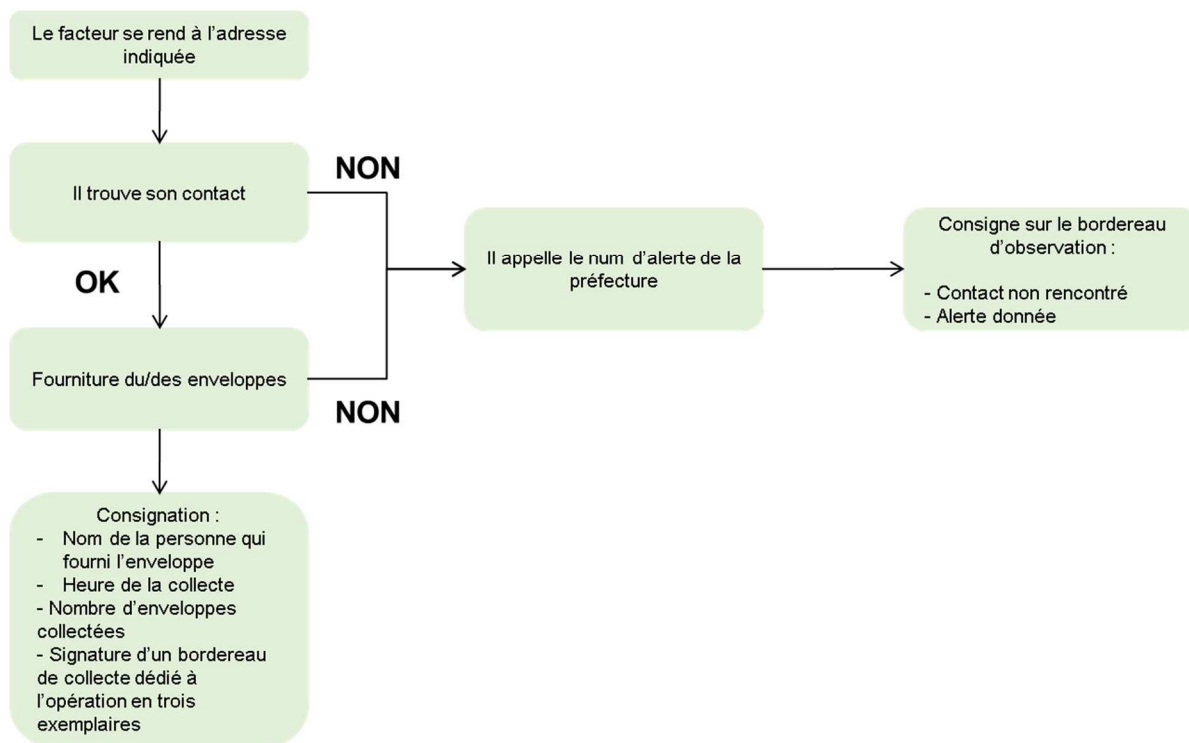 Le facteur se rend à l'adresse
indiquée
Il trouve son contact
NON
OK
Il appelle le num d'alerte de la
préfecture
Consigne sur le bordereau
d'observation :
- Contact non rencontré
- Alerte donnée
Fourniture du/des enveloppes
NON
Consignation :
- Nom de la personne qui
fourni l'enveloppe
- Heure de la collecte
- Nombre d'enveloppes
collectées
- Signature d'un bordereau
de collecte dédié à
l'opération en trois
exemplaires